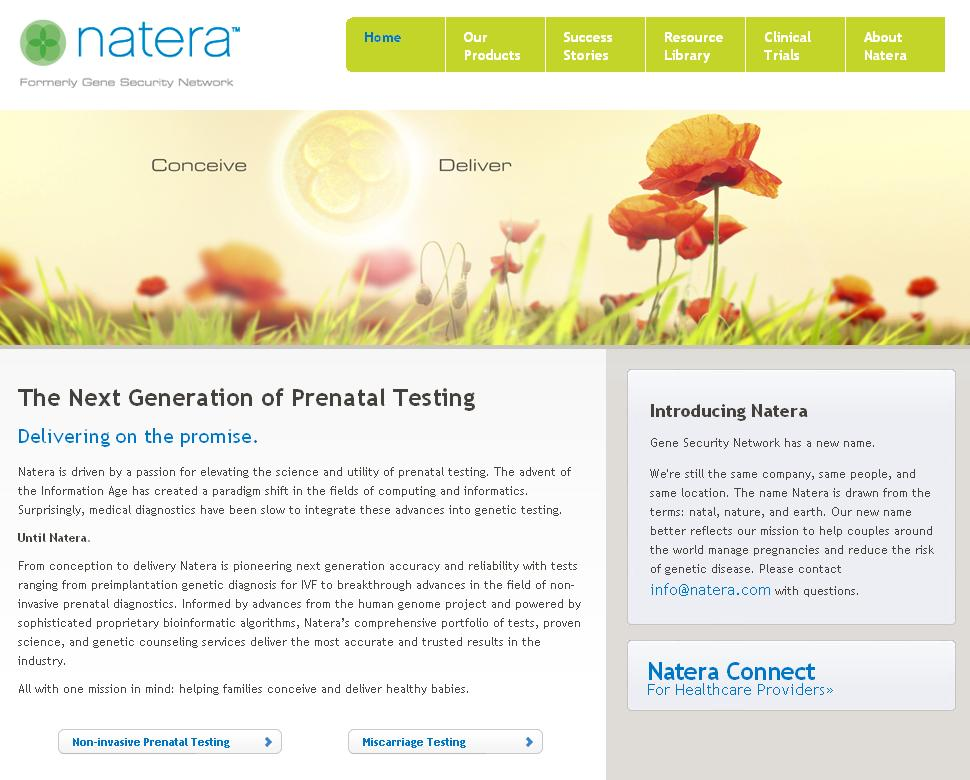 natera™
Formerly Gene Security Network
Home
Our
Products
Success
Stories
Resource
Library
Clinical
Trials
About
Natera
Conceive
Deliver
The Next Generation of Prenatal Testing
Delivering on the promise.
Natera is driven by a passion for elevating the science and utility of prenatal testing. The advent of
the Information Age has created a paradigm shift in the fields of computing and informatics.
Surprisingly, medical diagnostics have been slow to integrate these advances into genetic testing.
Until Natera.
From conception to delivery Natera is pioneering next generation accuracy and reliability with tests
ranging from preimplantation genetic diagnosis for IVF to breakthrough advances in the field of non-
invasive prenatal diagnostics. Informed by advances from the human genome project and powered by
sophisticated proprietary bioinformatic algorithms, Natera's comprehensive portfolio of tests, proven
science, and genetic counseling services deliver the most accurate and trusted results in the
industry.
All with one mission in mind: helping families conceive and deliver healthy babies.
Non-invasive Prenatal Testing
Miscarriage Testing
Introducing Natera
Gene Security Network has a new name.
We're still the same company, same people, and
same location. The name Natera is drawn from the
terms: natal, nature, and earth. Our new name
better reflects our mission to help couples around
the world manage pregnancies and reduce the risk
of genetic disease. Please contact
info@natera.com with questions.
Natera Connect
For Healthcare Providers»